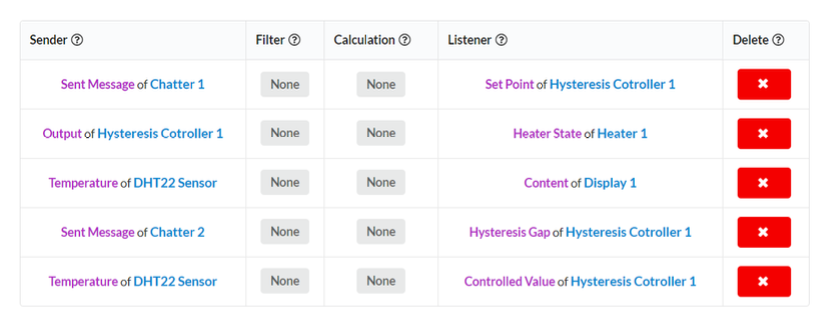 Sender Filter Calculation Listener Delete
Sent Message of Chatter 1 None None Set Point of Hysteresis Cotroller 1
Output of Hysteresis Cotroller 1 None None Heater State of Heater 1
Temperature of DHT22 Sensor None None Content of Display 1
Sent Message of Chatter 2 None None Hysteresis Gap of Hysteresis Cotroller 1
Temperature of DHT22 Sensor None None Controlled Value of Hysteresis Cotroller 1